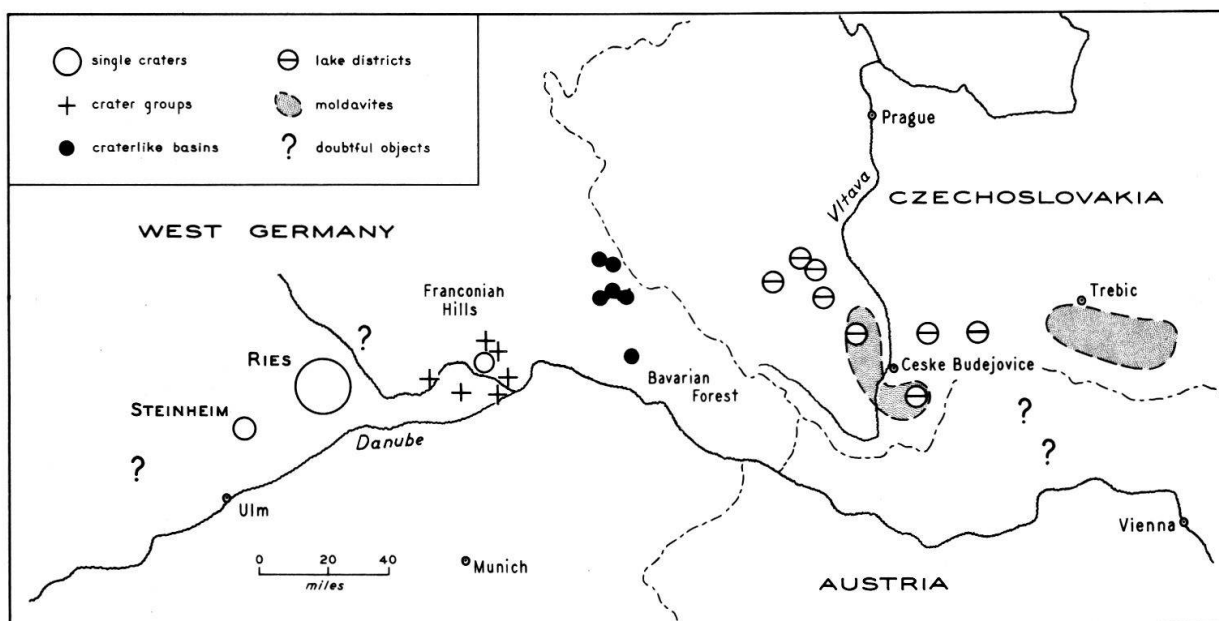 single craters
lake districts
crater groups
moldavites
craterlike basins
? doubtful objects
Prague
Vltava
CZECHOSLOVAKIA
WEST GERMANY
Franconian
Hills
?
Trebic
RIES
Ceske Budejovice
Bavarian
Forest
STEINHEIM
?
Danube
?
?
Ulm
Vienna
0 20 40
miles
Munich
AUSTRIA